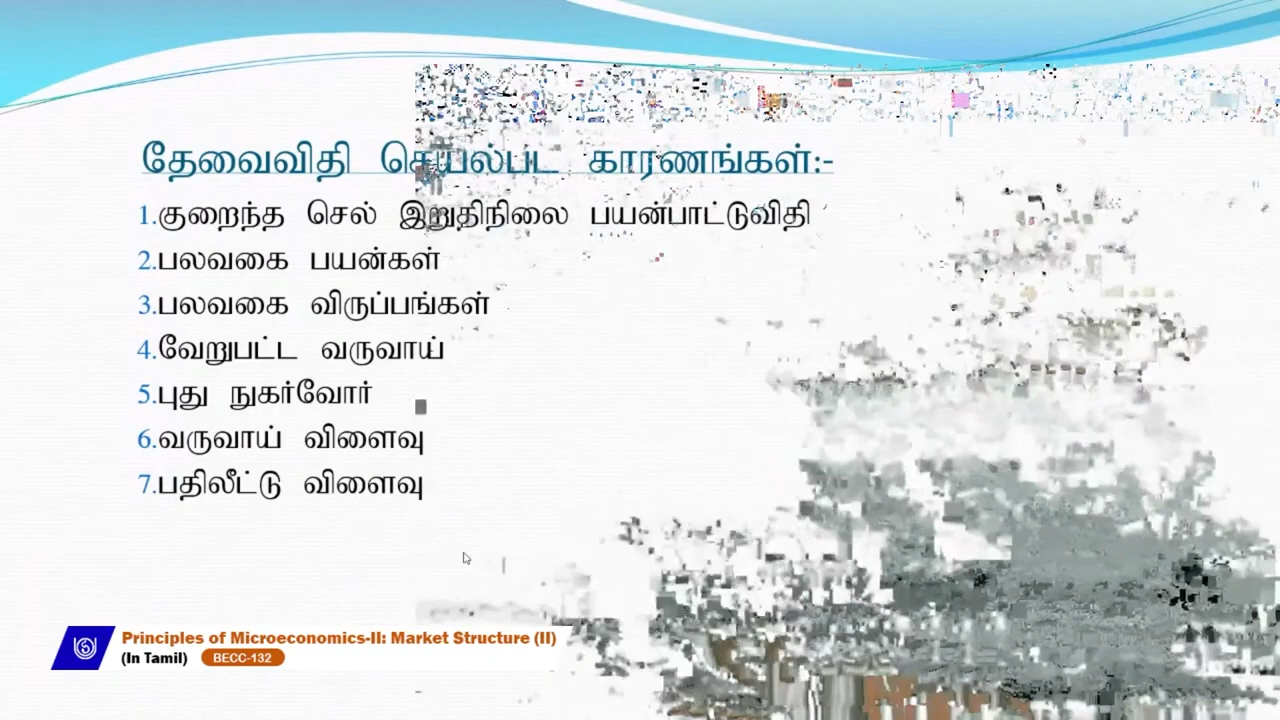 தேவைவிதி செயல்பட காரணங்கள்:-
1.குறைந்த செல் இறுதிநிலை பயன்பாட்டுவிதி
2.பலவகை பயன்கள்
3.பலவகை விருப்பங்கள்
4.வேறுபட்ட வருவாய்
5.புது நுகர்வோர்
6.வருவாய் விளைவு
7.பதிலீட்டு விளைவு
Principles of Microeconomics-II: Market Structure (II)
(In Tamil) BECC-132